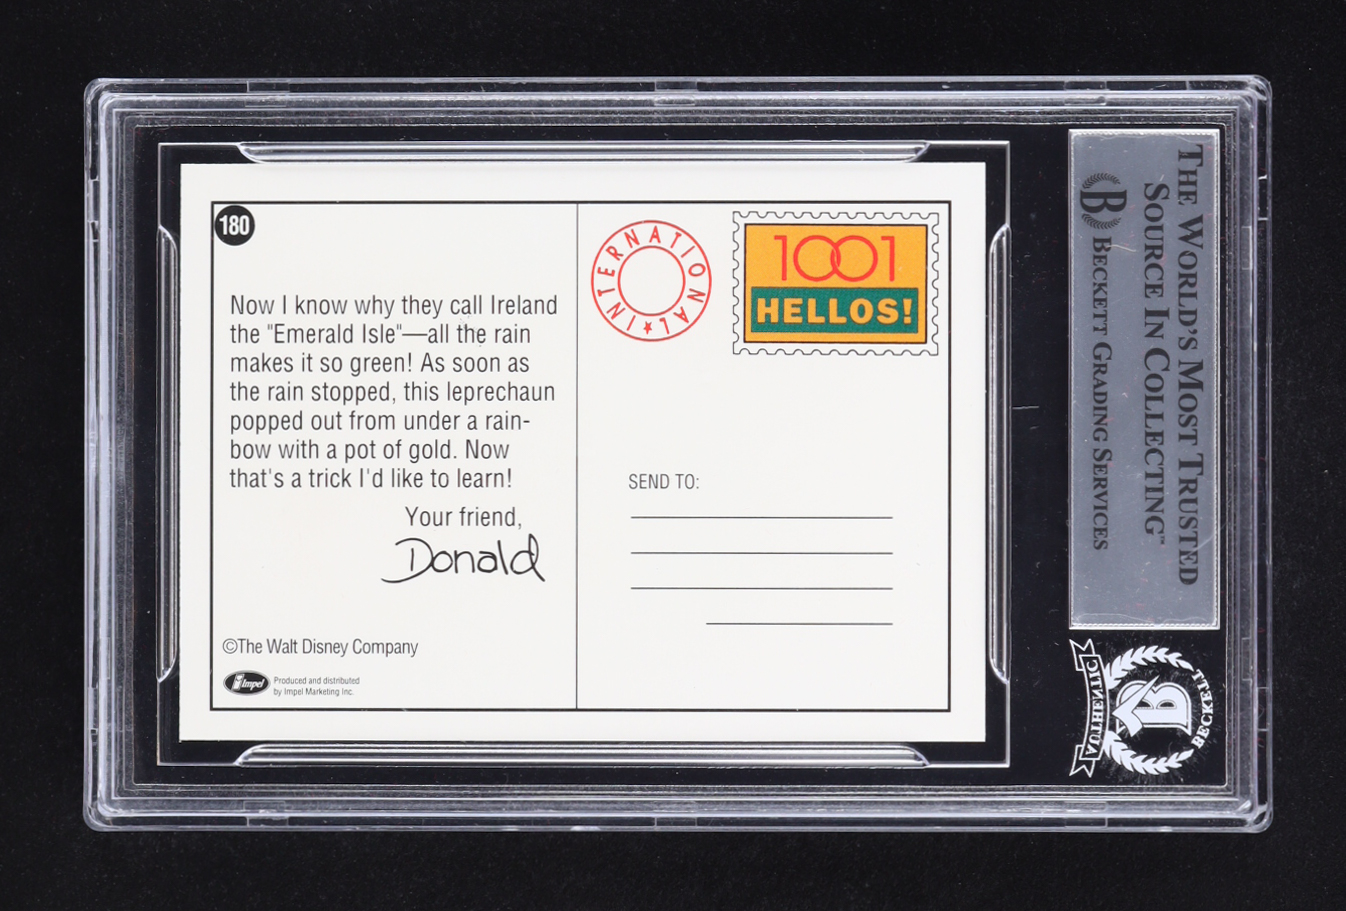 180
Now I know why they call Ireland
the "Emerald Isle"—all the rain
makes it so green! As soon as
the rain stopped, this leprechaun
popped out from under a rain-
bow with a pot of gold. Now
that's a trick I'd like to learn!
Your friend,
Donald
©The Walt Disney Company
Impel
Produced and distributed
by Impel Marketing Inc.
INTERNATIONAL
1001
HELLOS!
SEND TO:
THE WORLD'S MOST TRUSTED
SOURCE IN COLLECTING™
B BECKETT GRADING SERVICES
AUTHENTIC
B
BECKETT